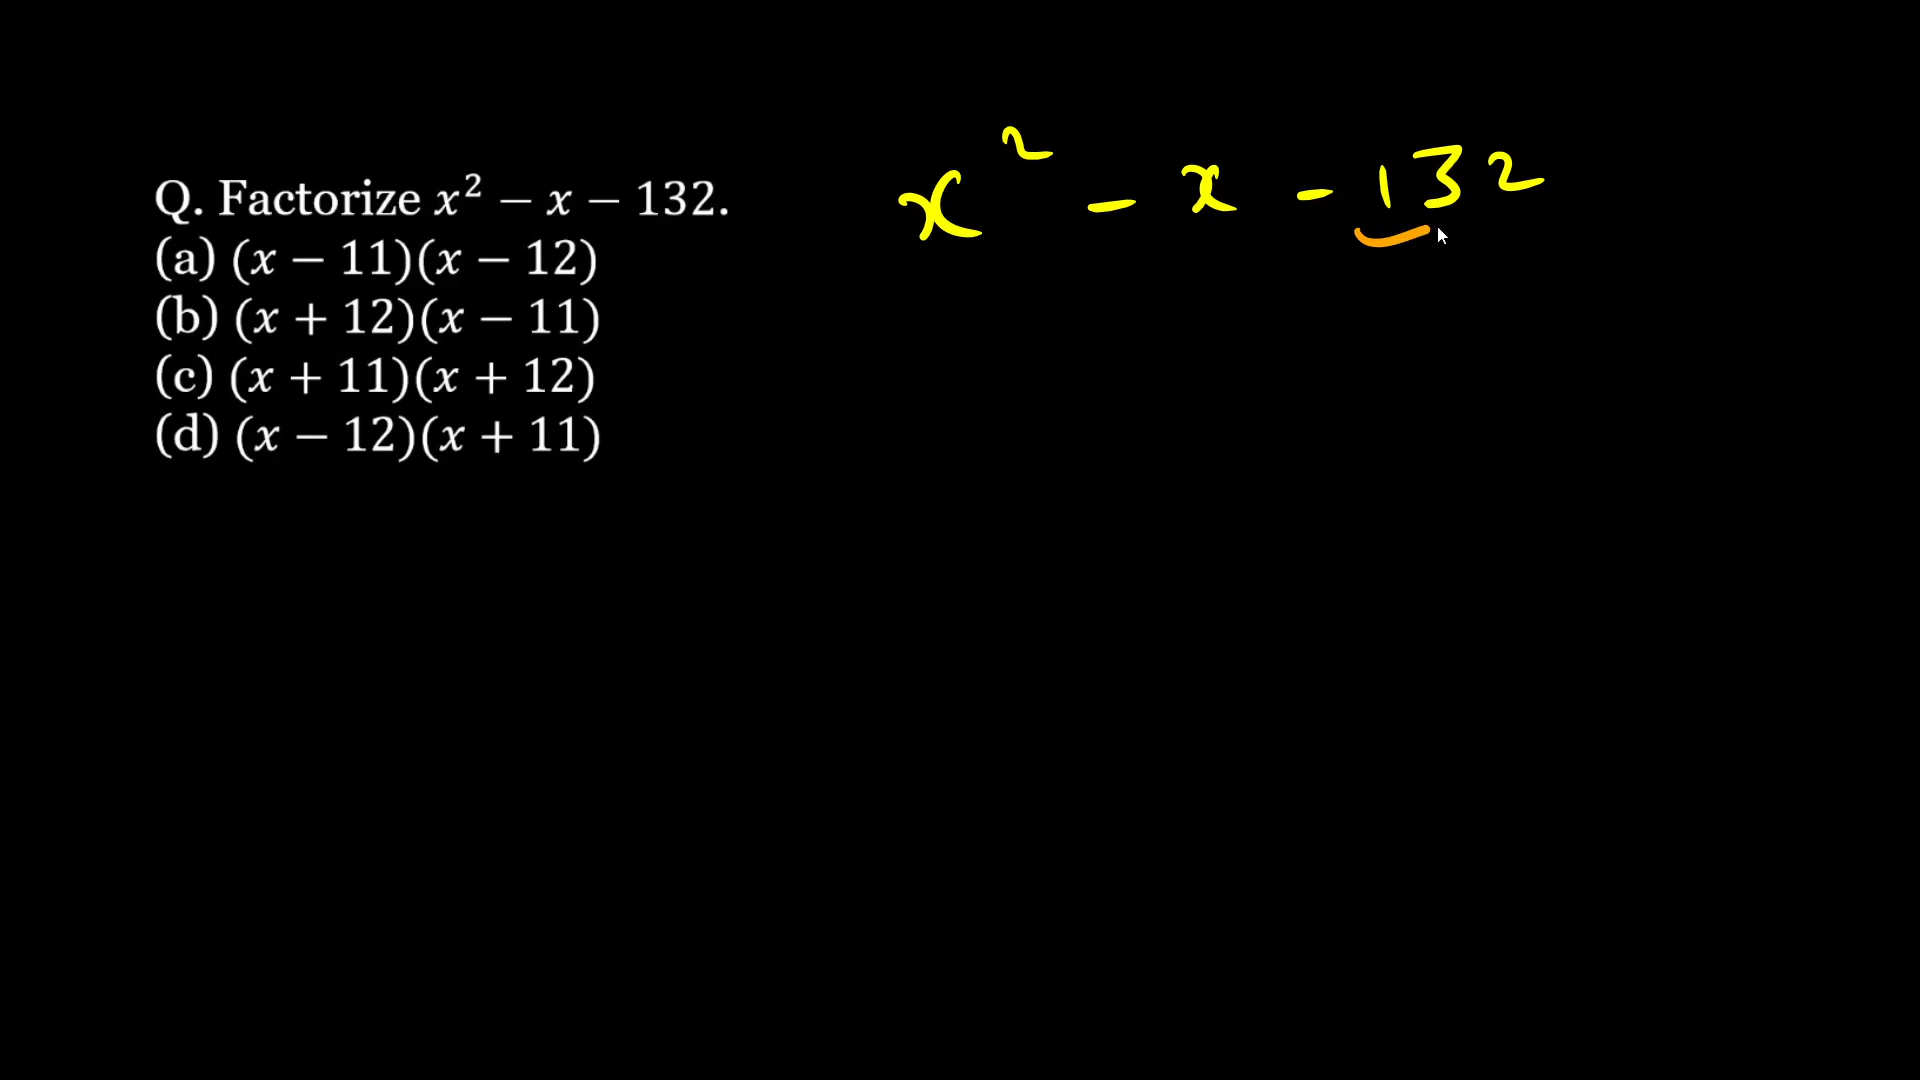 Q. Factorize x² − x − 132.
(a) (x − 11)(x − 12)
(b) (x + 12)(x − 11)
(c) (x + 11)(x + 12)
(d) (x − 12)(x + 11)
x² - x - 132